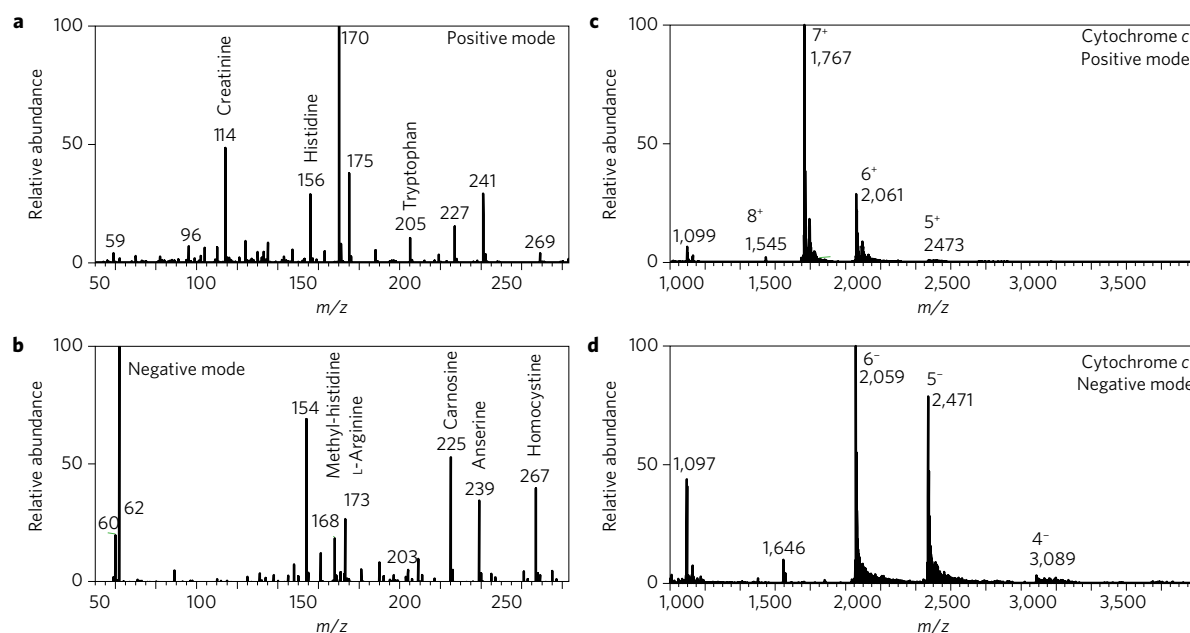 a
100
50
0
Relative abundance
Positive mode
59
96
114
Creatinine
156
Histidine
170
175
205
Tryptophan
227
241
269
50
100
150
200
250
m/z
b
100
50
0
Relative abundance
Negative mode
60
62
154
168
Methyl-histidine
L-Arginine
173
203
225
Carnosine
239
Anserine
267
Homocystine
50
100
150
200
250
m/z
c
100
50
0
Relative abundance
Cytochrome c
Positive mode
1,099
8+
1,545
7+
1,767
6+
2,061
5+
2473
1,000
1,500
2,000
2,500
3,000
3,500
m/z
d
100
50
0
Relative abundance
Cytochrome c
Negative mode
1,097
1,646
6−
2,059
5−
2,471
4−
3,089
1,000
1,500
2,000
2,500
3,000
3,500
m/z